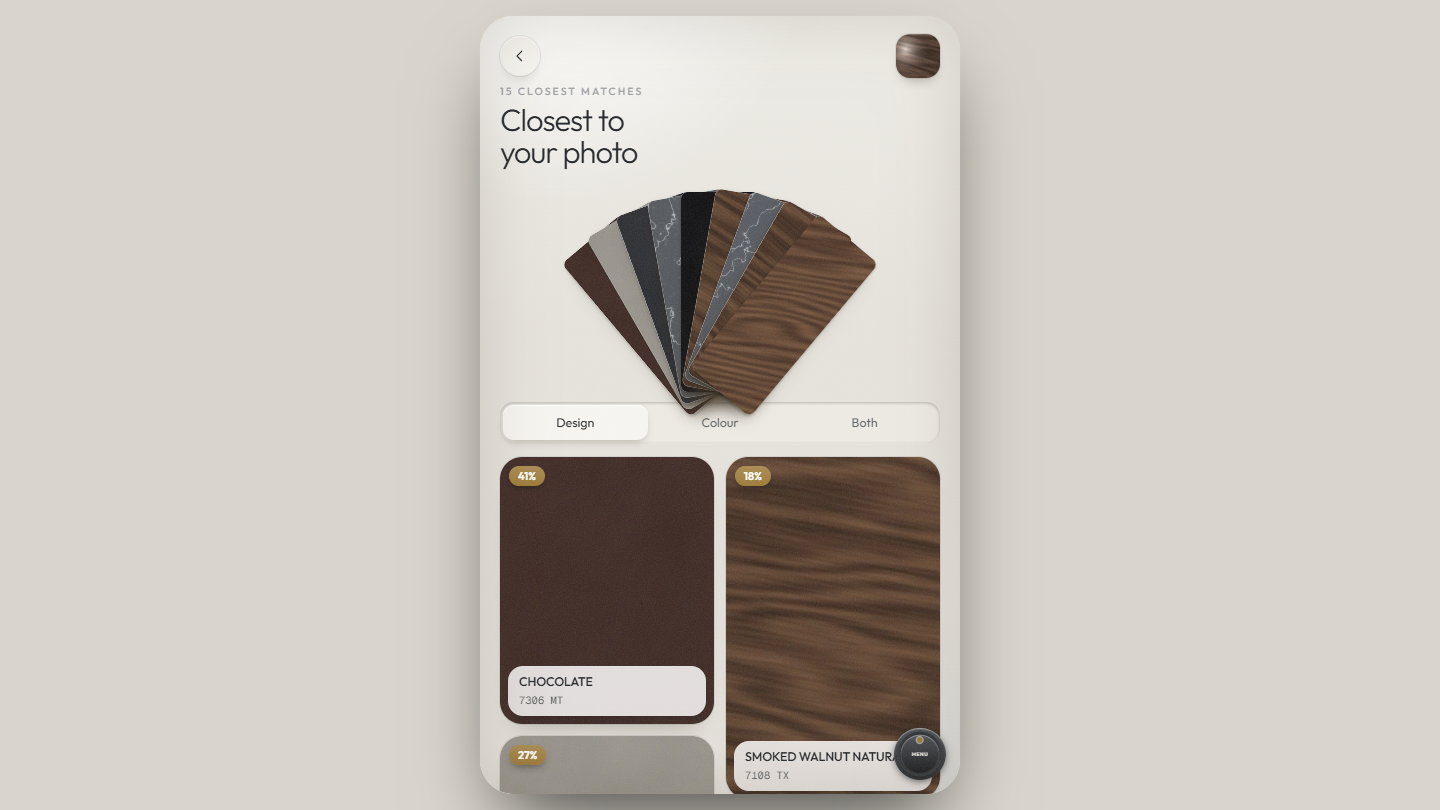 15 CLOSEST MATCHES
Closest to
your photo
Design
Colour
Both
41%
CHOCOLATE
7306 MT
18%
SMOKED WALNUT
7108 TX
27%
MENU